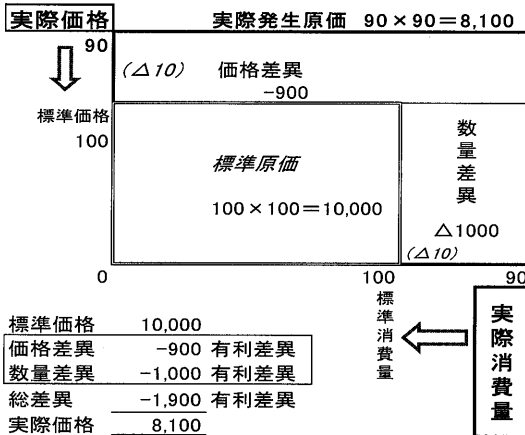 実際価格
実際発生原価 90×90＝8,100
90
(△10) 価格差異
-900
標準価格
100
標準原価
100×100＝10,000
数量差異
△1000
(△10)
0
100
90
標準消費量
実際消費量
標準価格 10,000
価格差異 -900 有利差異
数量差異 -1,000 有利差異
総差異 -1,900 有利差異
実際価格 8,100